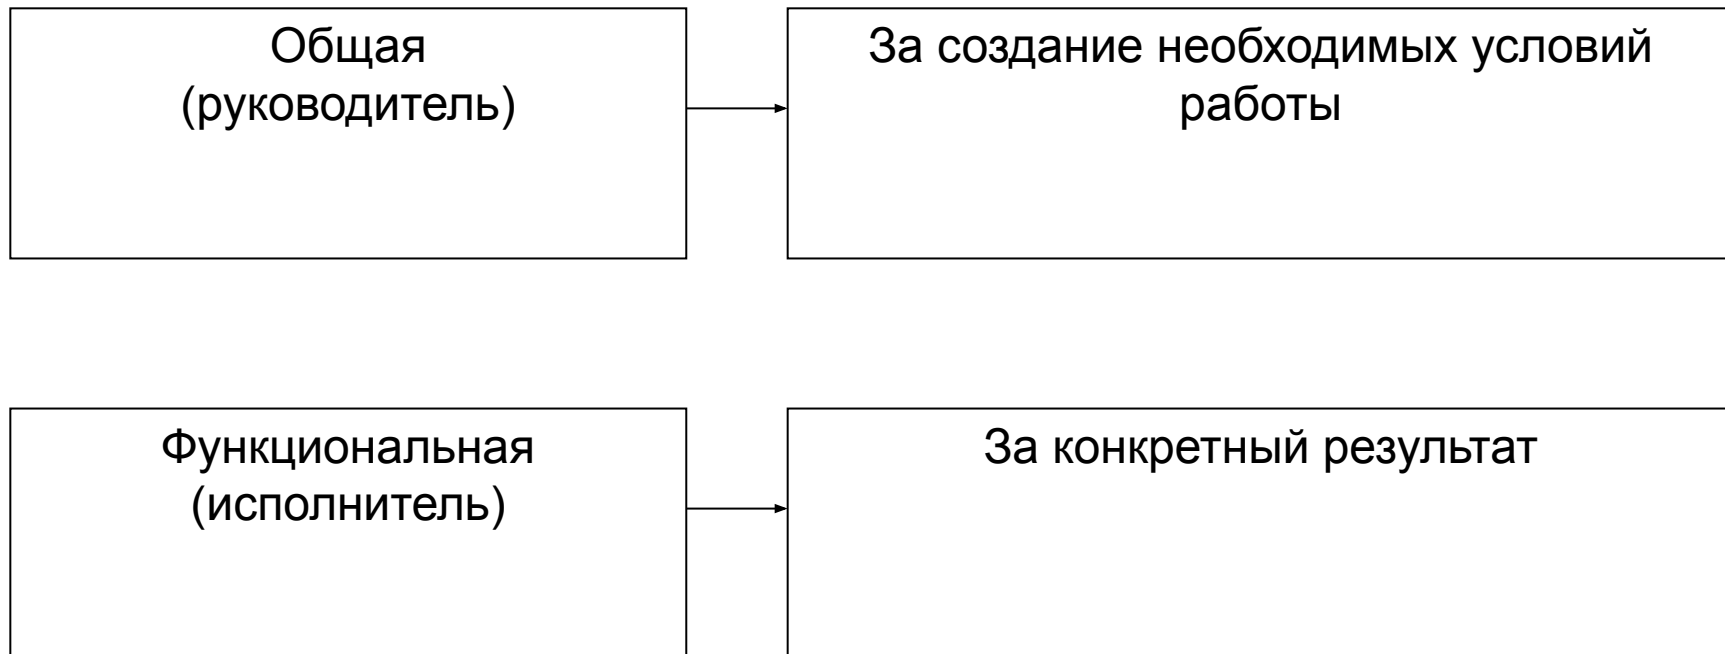 Общая
(руководитель)
За создание необходимых условий
работы
Функциональная
(исполнитель)
За конкретный результат